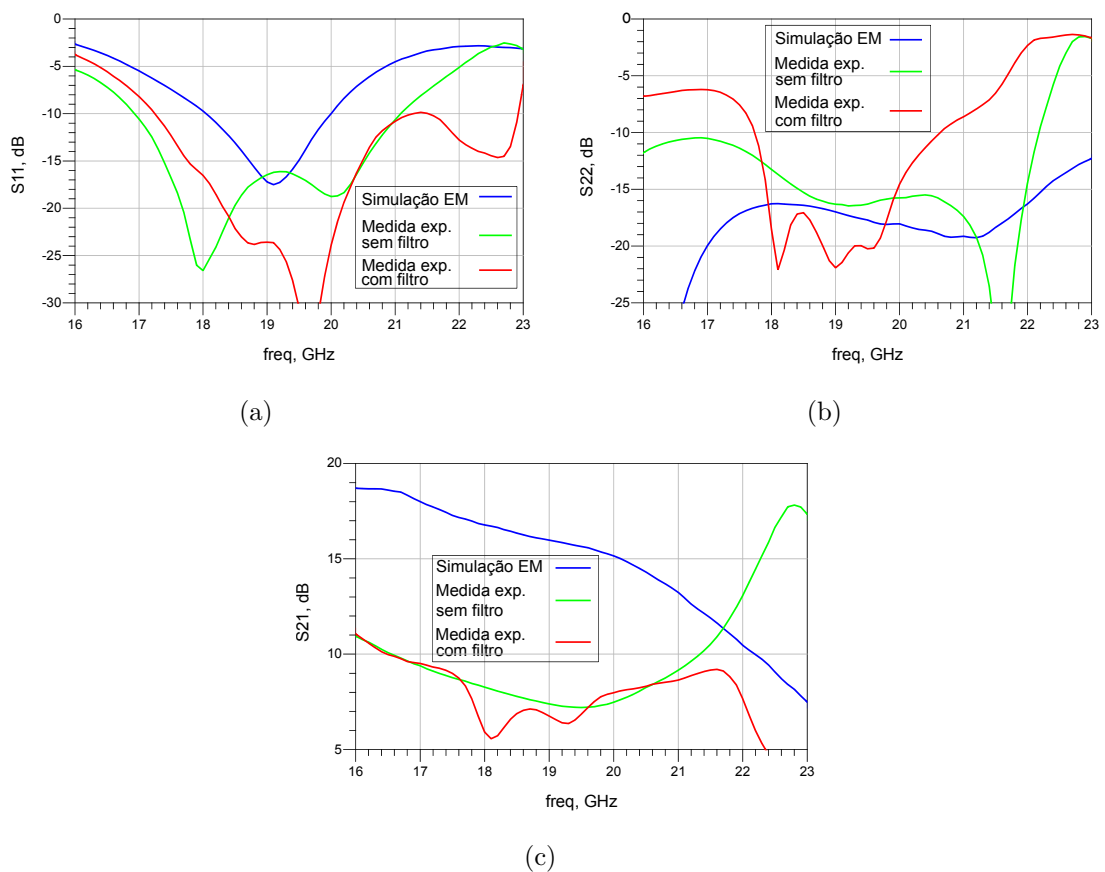 0
-5
-10
-15
-20
-25
-30
S11, dB
Simulação EM
Medida exp.
sem filtro
Medida exp.
com filtro
16 17 18 19 20 21 22 23
freq, GHz
(a)
0
-5
-10
-15
-20
-25
S22, dB
Simulação EM
Medida exp.
sem filtro
Medida exp.
com filtro
16 17 18 19 20 21 22 23
freq, GHz
(b)
20
15
10
5
S21, dB
Simulação EM
Medida exp.
sem filtro
Medida exp.
com filtro
16 17 18 19 20 21 22 23
freq, GHz
(c)